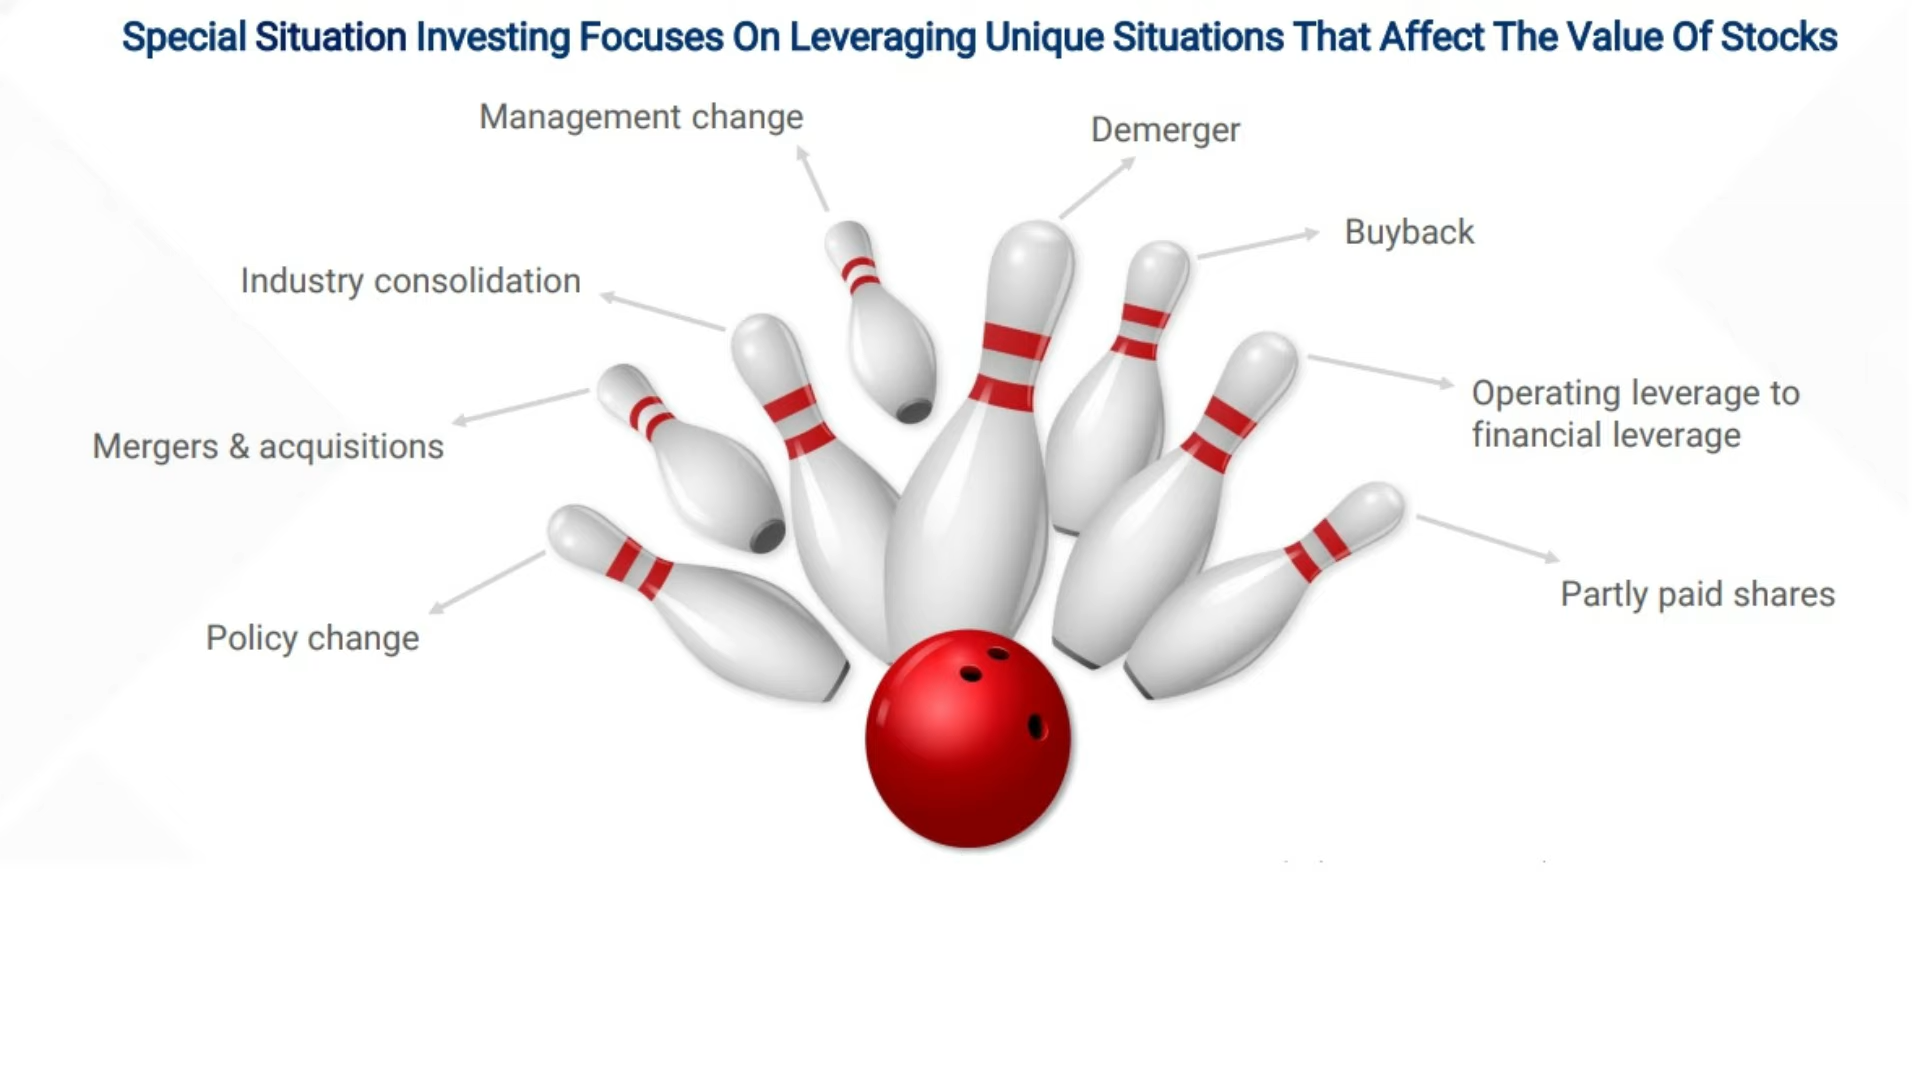 Special Situation Investing Focuses On Leveraging Unique Situations That Affect The Value Of Stocks
Management change
Demerger
Buyback
Industry consolidation
Operating leverage to
financial leverage
Mergers & acquisitions
Partly paid shares
Policy change